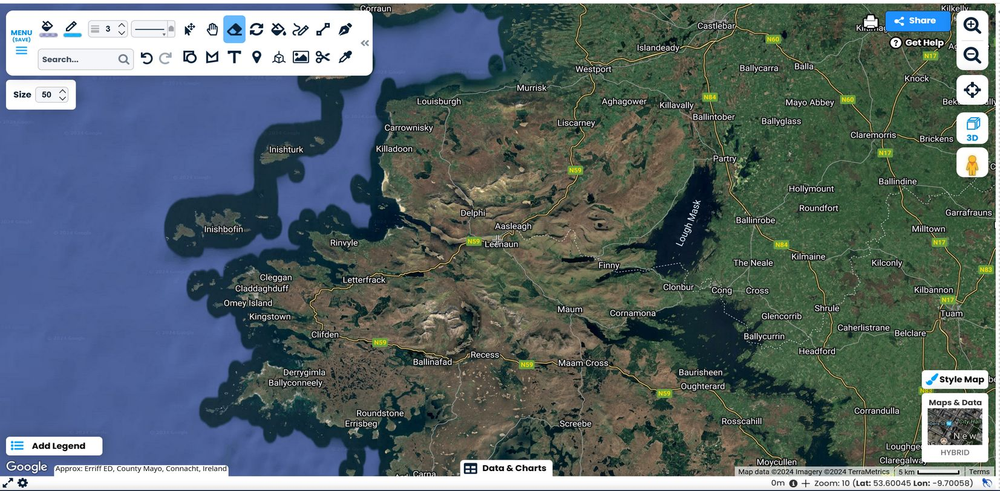 Corraun
Kilkelly
MENU
(SAVE)
3
Search...
Size 50
Share
Get Help
3D
Castlebar
N60
Islandeady
N17
Westport
Ballycarra
Balla
Knock
Murrisk
Louisburgh
Aghagower
Killavally
N84
Mayo Abbey
N60
Ballintober
Liscarney
Ballyglass
Carrownisky
Claremorris
Brickens
Inishturk
Killadoon
Partry
N17
N59
Ballindine
Hollymount
Lough Mask
Roundfort
Garrafrauns
Delphi
Ballinrobe
Aasleagh
Inishbofin
Milltown
N17
Rinvyle
N59
Leenaun
N84
Kilmaine
Finny
The Neale
Kilconly
N83
Cleggan
Letterfrack
Claddaghduff
Clonbur
Cong
Cross
Kilbannon
N17
Omey Island
Maum
Cornamona
Shrule
Tuam
Kingstown
Glencorrib
Caherlistrane
Belclare
Clifden
N59
Ballycurrin
Headford
Recess
Ballinafad
N59
Maam Cross
Derrygimla
Baurisheen
Ballyconneely
Oughterard
N59
Style Map
Maps & Data
City Hall
New
HYBRID
Roundstone
Errisbeg
Screebe
Rosscahill
Corrandulla
Add Legend
Claregalway
Moycullen
Carna
Google
Approx: Erriff ED, County Mayo, Connacht, Ireland
Data & Charts
Map data ©2024 Imagery ©2024 TerraMetrics
5 km
Terms
0m
Zoom: 10 (Lat: 53.60045 Lon: -9.70058)